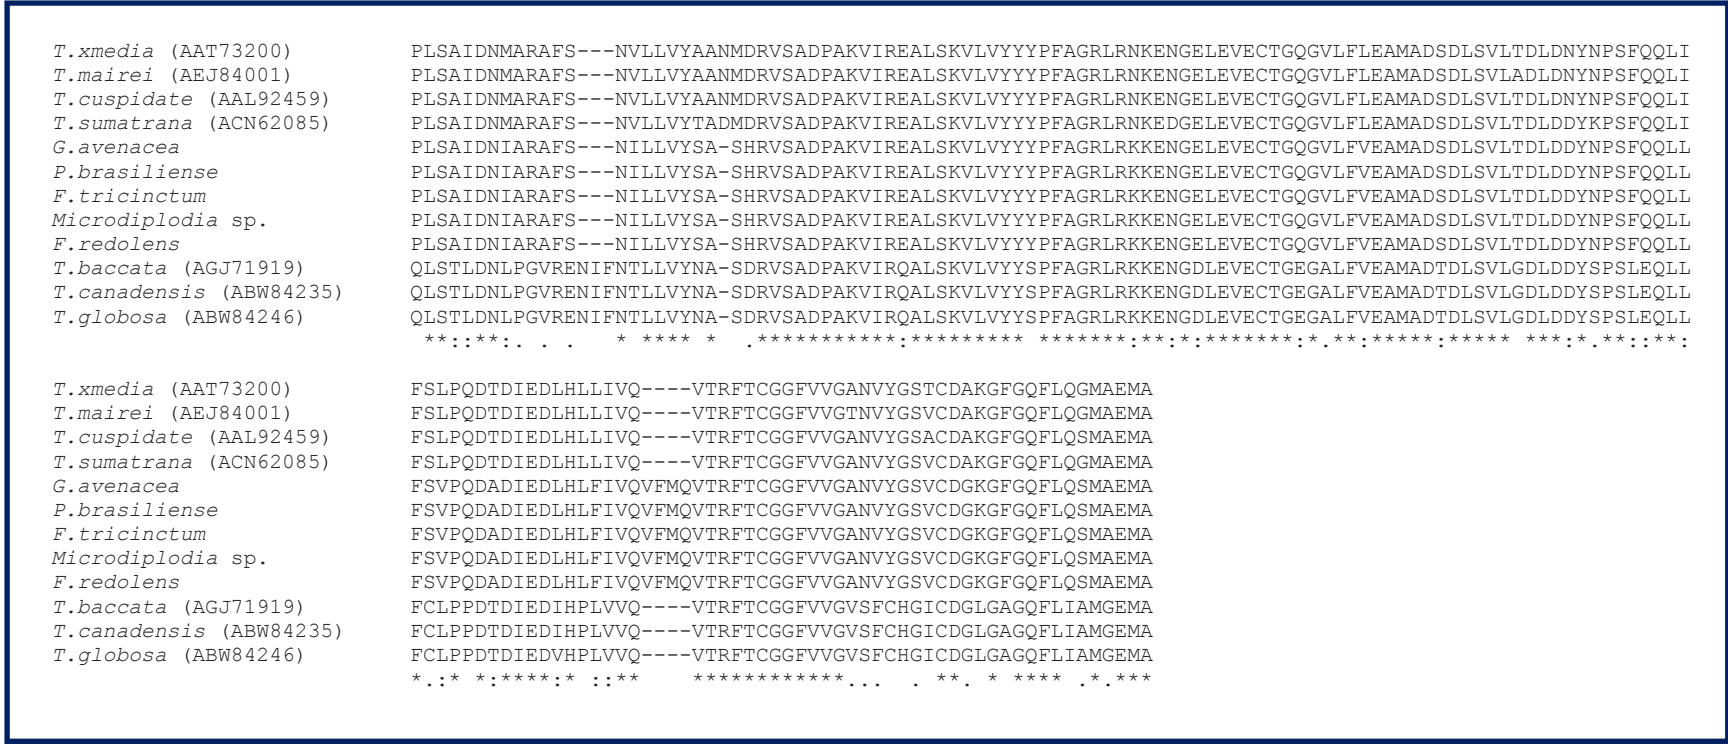 T.xmedia (AAT73200) PLSAIDNMARAFS---NVLLVYAANMDRVSADPAKVIREALSKVLVYYYPFAGRLRNKENGELEVECTGQGVLFLEAMADSDLSVLTDLDNYNPSFQQLI
T.mairei (AEJ84001) PLSAIDNMARAFS---NVLLVYAANMDRVSADPAKVIREALSKVLVYYYPFAGRLRNKENGELEVECTGQGVLFLEAMADSDLSVLADLDNYNPSFQQLI
T.cuspidate (AAL92459) PLSAIDNMARAFS---NVLLVYAANMDRVSADPAKVIREALSKVLVYYYPFAGRLRNKENGELEVECTGQGVLFLEAMADSDLSVLTDLDNYNPSFQQLI
T.sumatrana (ACN62085) PLSAIDNMARAFS---NVLLVYTADMDRVSADPAKVIREALSKVLVYYYPFAGRLRNKEDGELEVECTGQGVLFLEAMADSDLSVLTDLDDYKPSFQQLI
G.avenacea PLSAIDNIARAFS---NILLVYSA-SHRVSADPAKVIREALSKVLVYYYPFAGRLRKKENGELEVECTGQGVLFVEAMADSDLSVLTDLDDYNPSFQQLL
P.brasiliense PLSAIDNIARAFS---NILLVYSA-SHRVSADPAKVIREALSKVLVYYYPFAGRLRKKENGELEVECTGQGVLFVEAMADSDLSVLTDLDDYNPSFQQLL
F.tricinctum PLSAIDNIARAFS---NILLVYSA-SHRVSADPAKVIREALSKVLVYYYPFAGRLRKKENGELEVECTGQGVLFVEAMADSDLSVLTDLDDYNPSFQQLL
Microdiplodia sp. PLSAIDNIARAFS---NILLVYSA-SHRVSADPAKVIREALSKVLVYYYPFAGRLRKKENGELEVECTGQGVLFVEAMADSDLSVLTDLDDYNPSFQQLL
F.redolens PLSAIDNIARAFS---NILLVYSA-SHRVSADPAKVIREALSKVLVYYYPFAGRLRKKENGELEVECTGQGVLFVEAMADSDLSVLTDLDDYNPSFQQLL
T.baccata (AGJ71919) QLSTLDNLPGVRENIFNTLLVYNA-SDRVSADPAKVIRQALSKVLVYYSPFAGRLRKKENGDLEVECTGEGALFVEAMADTDLSVLGDLDDYSPSLEQLL
T.canadensis (ABW84235) QLSTLDNLPGVRENIFNTLLVYNA-SDRVSADPAKVIRQALSKVLVYYSPFAGRLRKKENGDLEVECTGEGALFVEAMADTDLSVLGDLDDYSPSLEQLL
T.globosa (ABW84246) QLSTLDNLPGVRENIFNTLLVYNA-SDRVSADPAKVIRQALSKVLVYYSPFAGRLRKKENGDLEVECTGEGALFVEAMADTDLSVLGDLDDYSPSLEQLL
**::**:. . .   * **** *  .***********:********* *******:**:*:*******:*.**:*****:***** ***:*.**::**:
T.xmedia (AAT73200) FSLPQDTDIEDLHLLIVQ----VTRFTCGGFVVGANVYGSTCDAKGFGQFLQGMAEMA
T.mairei (AEJ84001) FSLPQDTDIEDLHLLIVQ----VTRFTCGGFVVGTNVYGSVCDAKGFGQFLQGMAEMA
T.cuspidate (AAL92459) FSLPQDTDIEDLHLLIVQ----VTRFTCGGFVVGANVYGSACDAKGFGQFLQSMAEMA
T.sumatrana (ACN62085) FSLPQDTDIEDLHLLIVQ----VTRFTCGGFVVGANVYGSVCDAKGFGQFLQGMAEMA
G.avenacea FSVPQDADIEDLHLFIVQVFMQVTRFTCGGFVVGANVYGSVCDGKGFGQFLQSMAEMA
P.brasiliense FSVPQDADIEDLHLFIVQVFMQVTRFTCGGFVVGANVYGSVCDGKGFGQFLQSMAEMA
F.tricinctum FSVPQDADIEDLHLFIVQVFMQVTRFTCGGFVVGANVYGSVCDGKGFGQFLQSMAEMA
Microdiplodia sp. FSVPQDADIEDLHLFIVQVFMQVTRFTCGGFVVGANVYGSVCDGKGFGQFLQSMAEMA
F.redolens FSVPQDADIEDLHLFIVQVFMQVTRFTCGGFVVGANVYGSVCDGKGFGQFLQSMAEMA
T.baccata (AGJ71919) FCLPPDTDIEDIHPLVVQ----VTRFTCGGFVVGVSFCHGICDGLGAGQFLIAMGEMA
T.canadensis (ABW84235) FCLPPDTDIEDIHPLVVQ----VTRFTCGGFVVGVSFCHGICDGLGAGQFLIAMGEMA
T.globosa (ABW84246) FCLPPDTDIEDVHPLVVQ----VTRFTCGGFVVGVSFCHGICDGLGAGQFLIAMGEMA
*.:* *:****:* ::**    ************...  . **. * **** .*.***